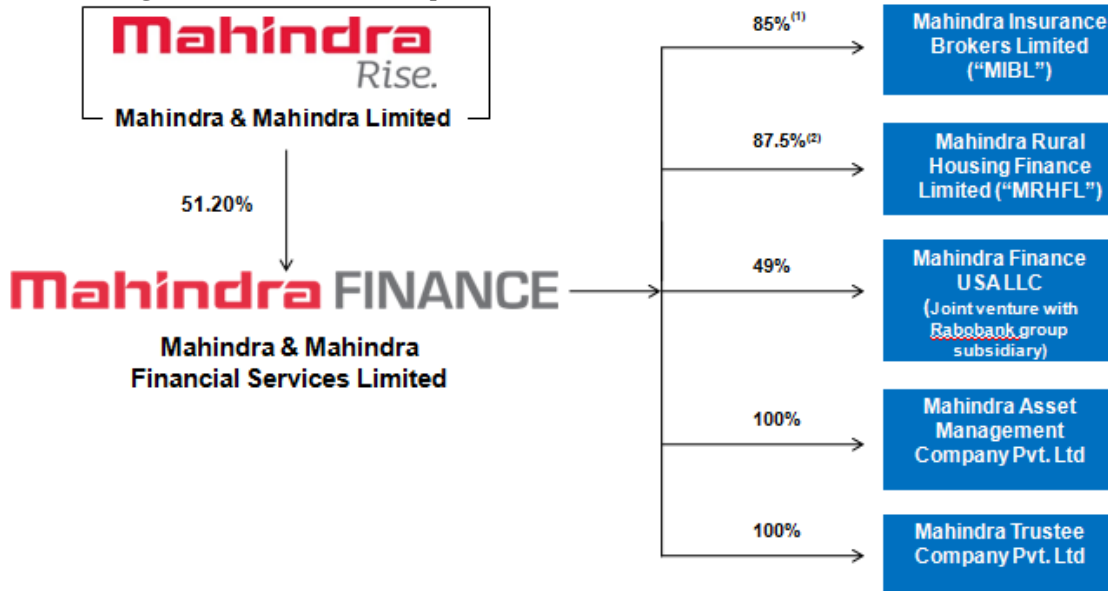 Mahindra
Rise.
Mahindra & Mahindra Limited
51.20%
Mahindra FINANCE
Mahindra & Mahindra
Financial Services Limited
85%(1)
Mahindra Insurance
Brokers Limited
(“MIBL”)
87.5%(2)
Mahindra Rural
Housing Finance
Limited (“MRHFL”)
49%
Mahindra Finance
USA LLC
(Joint venture with
Rabobank group
subsidiary)
100%
Mahindra Asset
Management
Company Pvt. Ltd
100%
Mahindra Trustee
Company Pvt. Ltd